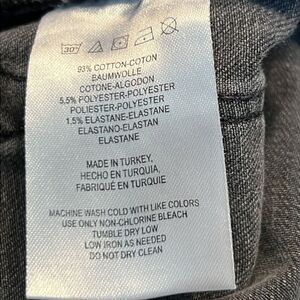 30°
93% COTTON-COTON
BAUMWOLLE
COTONE-ALGODON
5.5% POLYESTER-POLYESTER
POLIESTER-POLYESTER
1.5% ELASTANE-ELASTANE
ELASTANO-ELASTAN
ELASTANE
MADE IN TURKEY,
HECHO EN TURQUIA,
FABRIQUÉ EN TURQUIE
MACHINE WASH COLD WITH LIKE COLORS
USE ONLY NON-CHLORINE BLEACH
TUMBLE DRY LOW
LOW IRON AS NEEDED
DO NOT DRY CLEAN